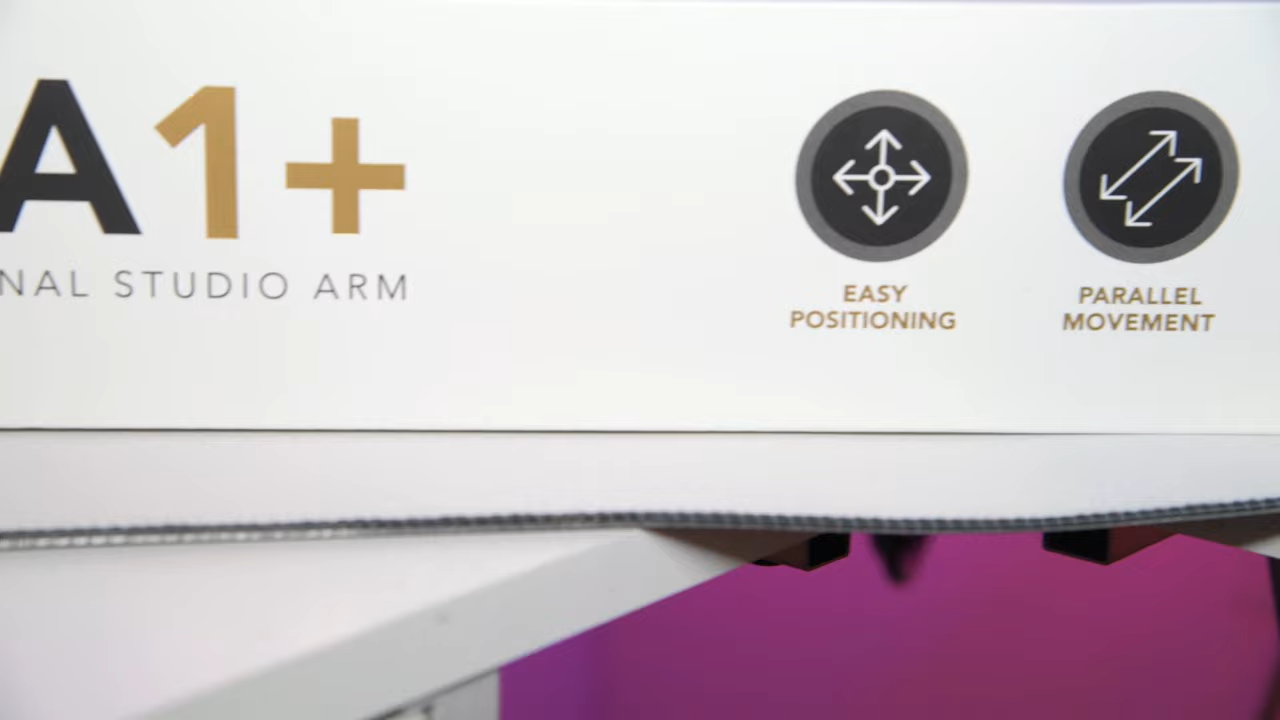 A1+
NAL STUDIO ARM
EASY
POSITIONING
PARALLEL
MOVEMENT